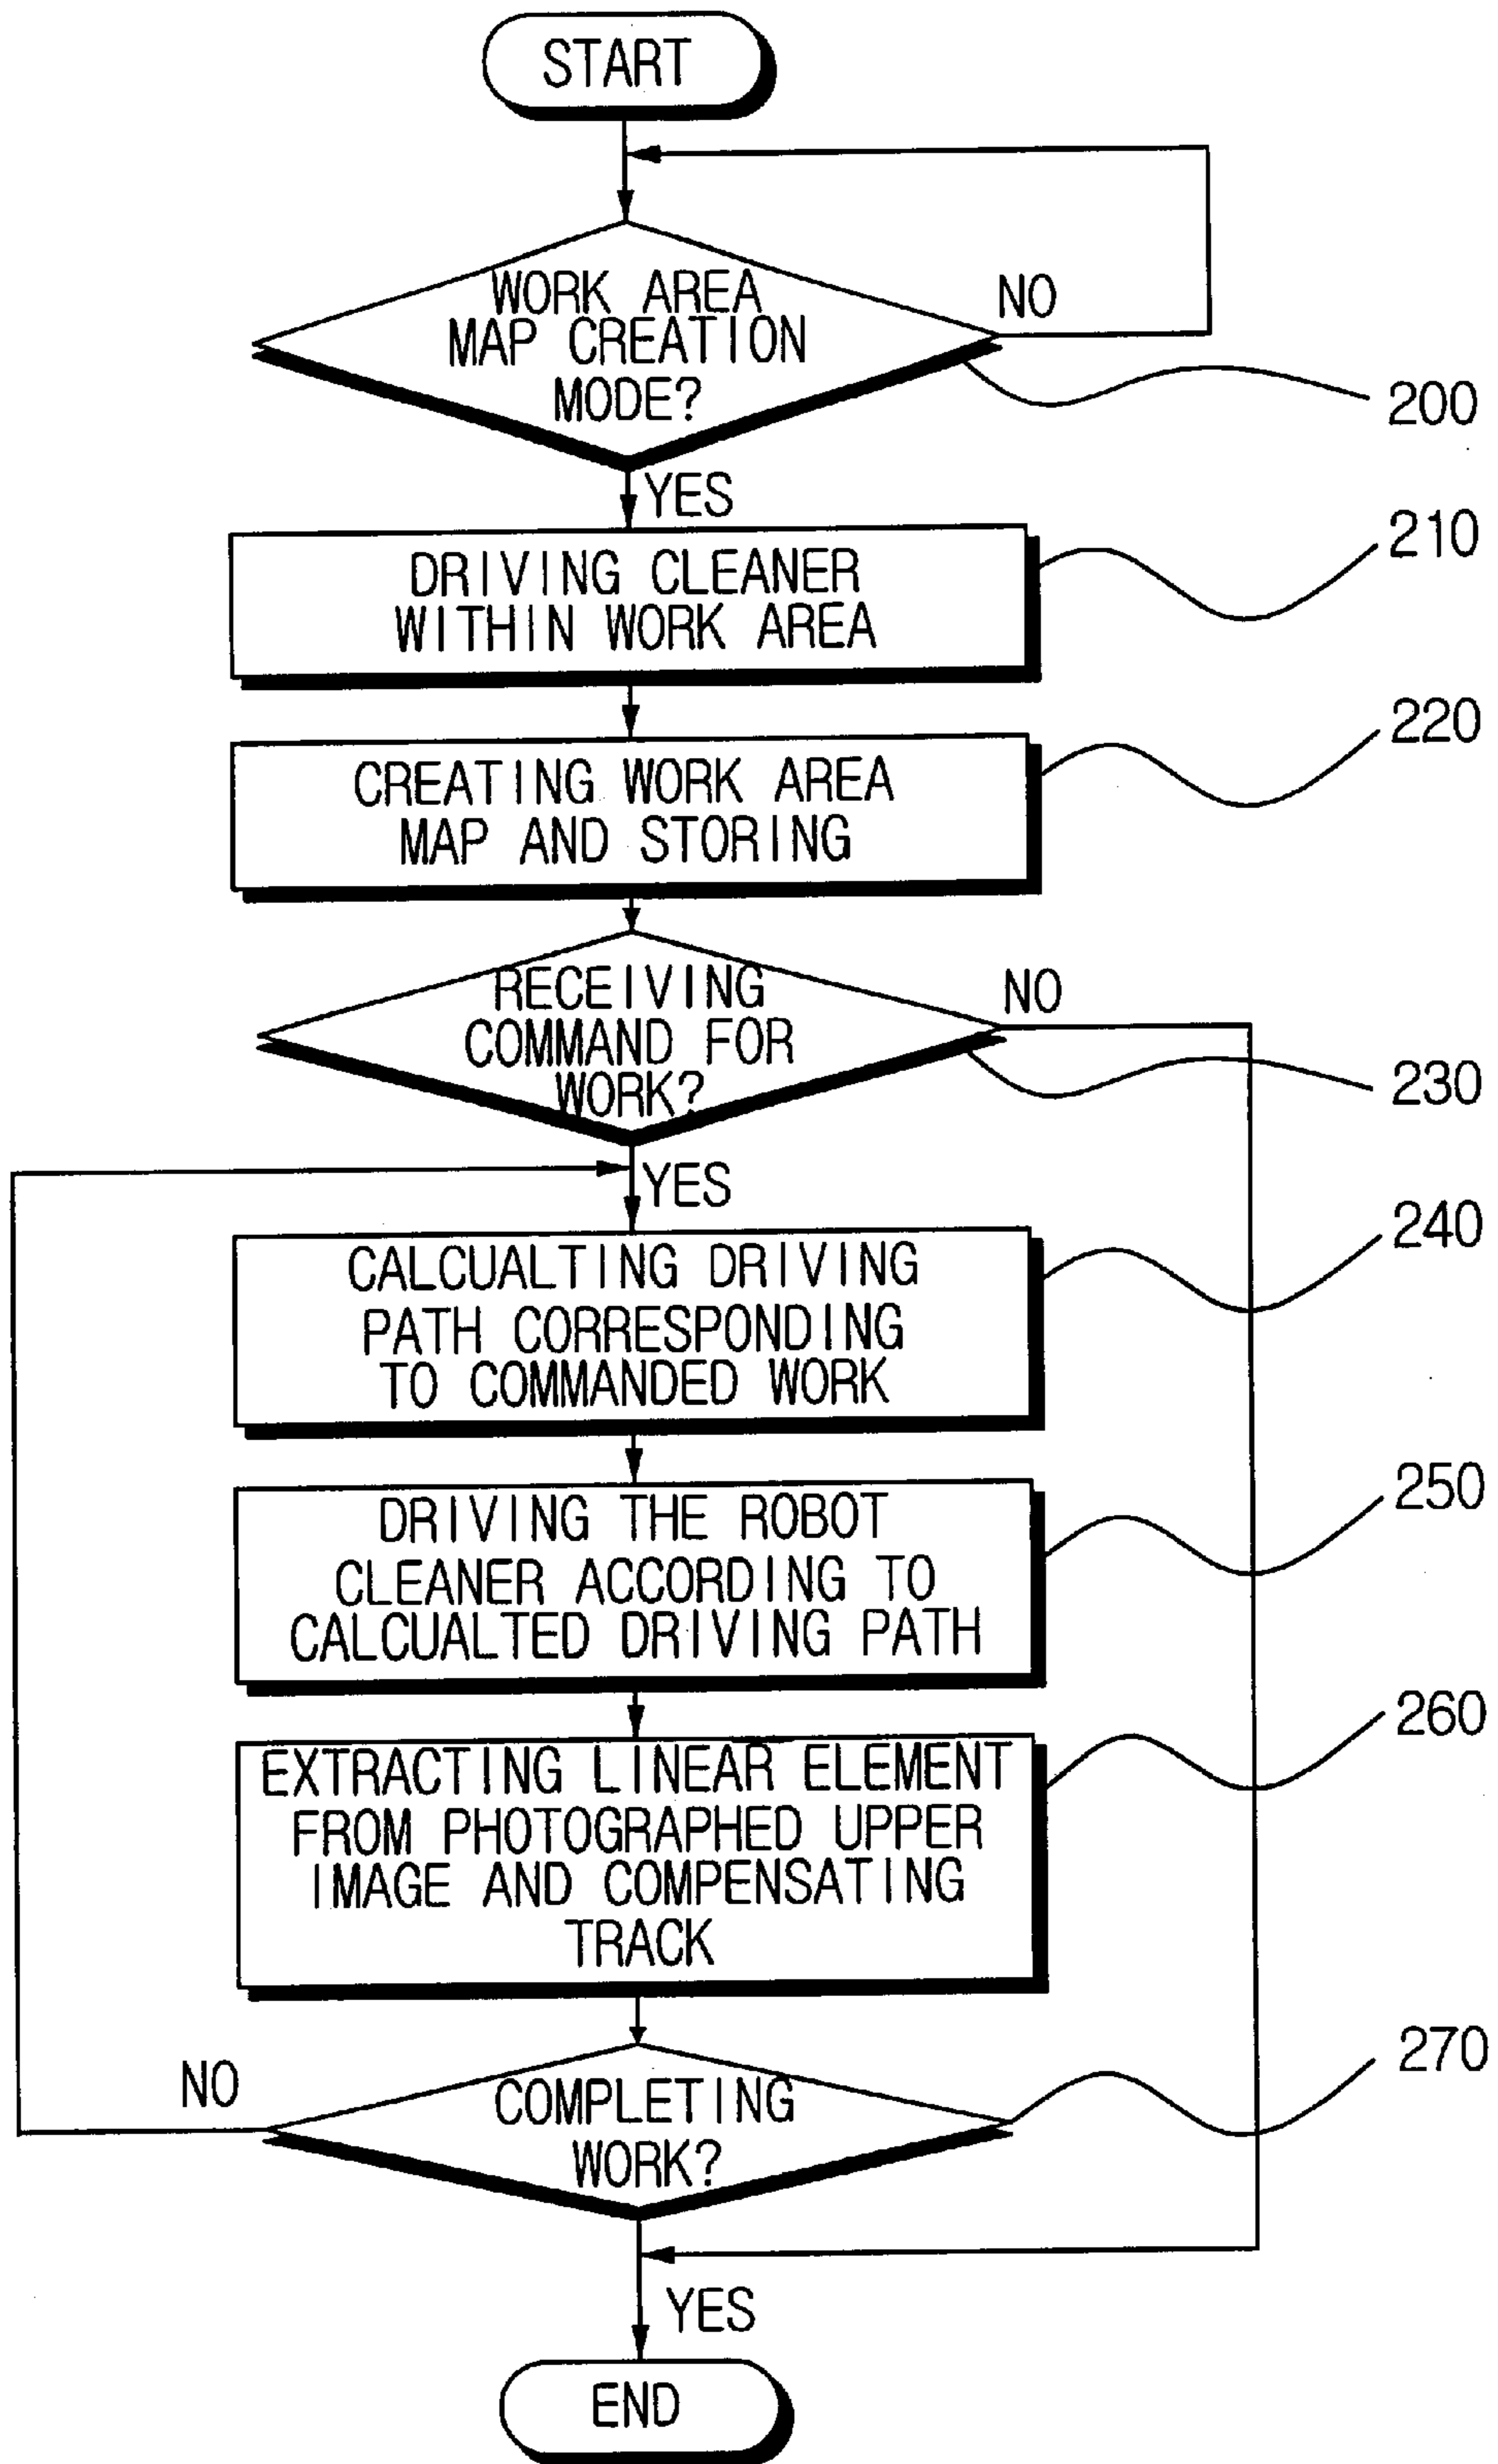 START
WORK AREA
MAP CREATION
MODE?
NO
200
YES
210
DRIVING CLEANER
WITHIN WORK AREA
220
CREATING WORK AREA
MAP AND STORING
RECEIVING
COMMAND FOR
WORK?
NO
230
YES
240
CALCUALTING DRIVING
PATH CORRESPONDING
TO COMMANDED WORK
250
DRIVING THE ROBOT
CLEANER ACCORDING TO
CALCUALTED DRIVING PATH
260
EXTRACTING LINEAR ELEMENT
FROM PHOTOGRAPHED UPPER
IMAGE AND COMPENSATING
TRACK
270
NO
COMPLETING
WORK?
YES
END